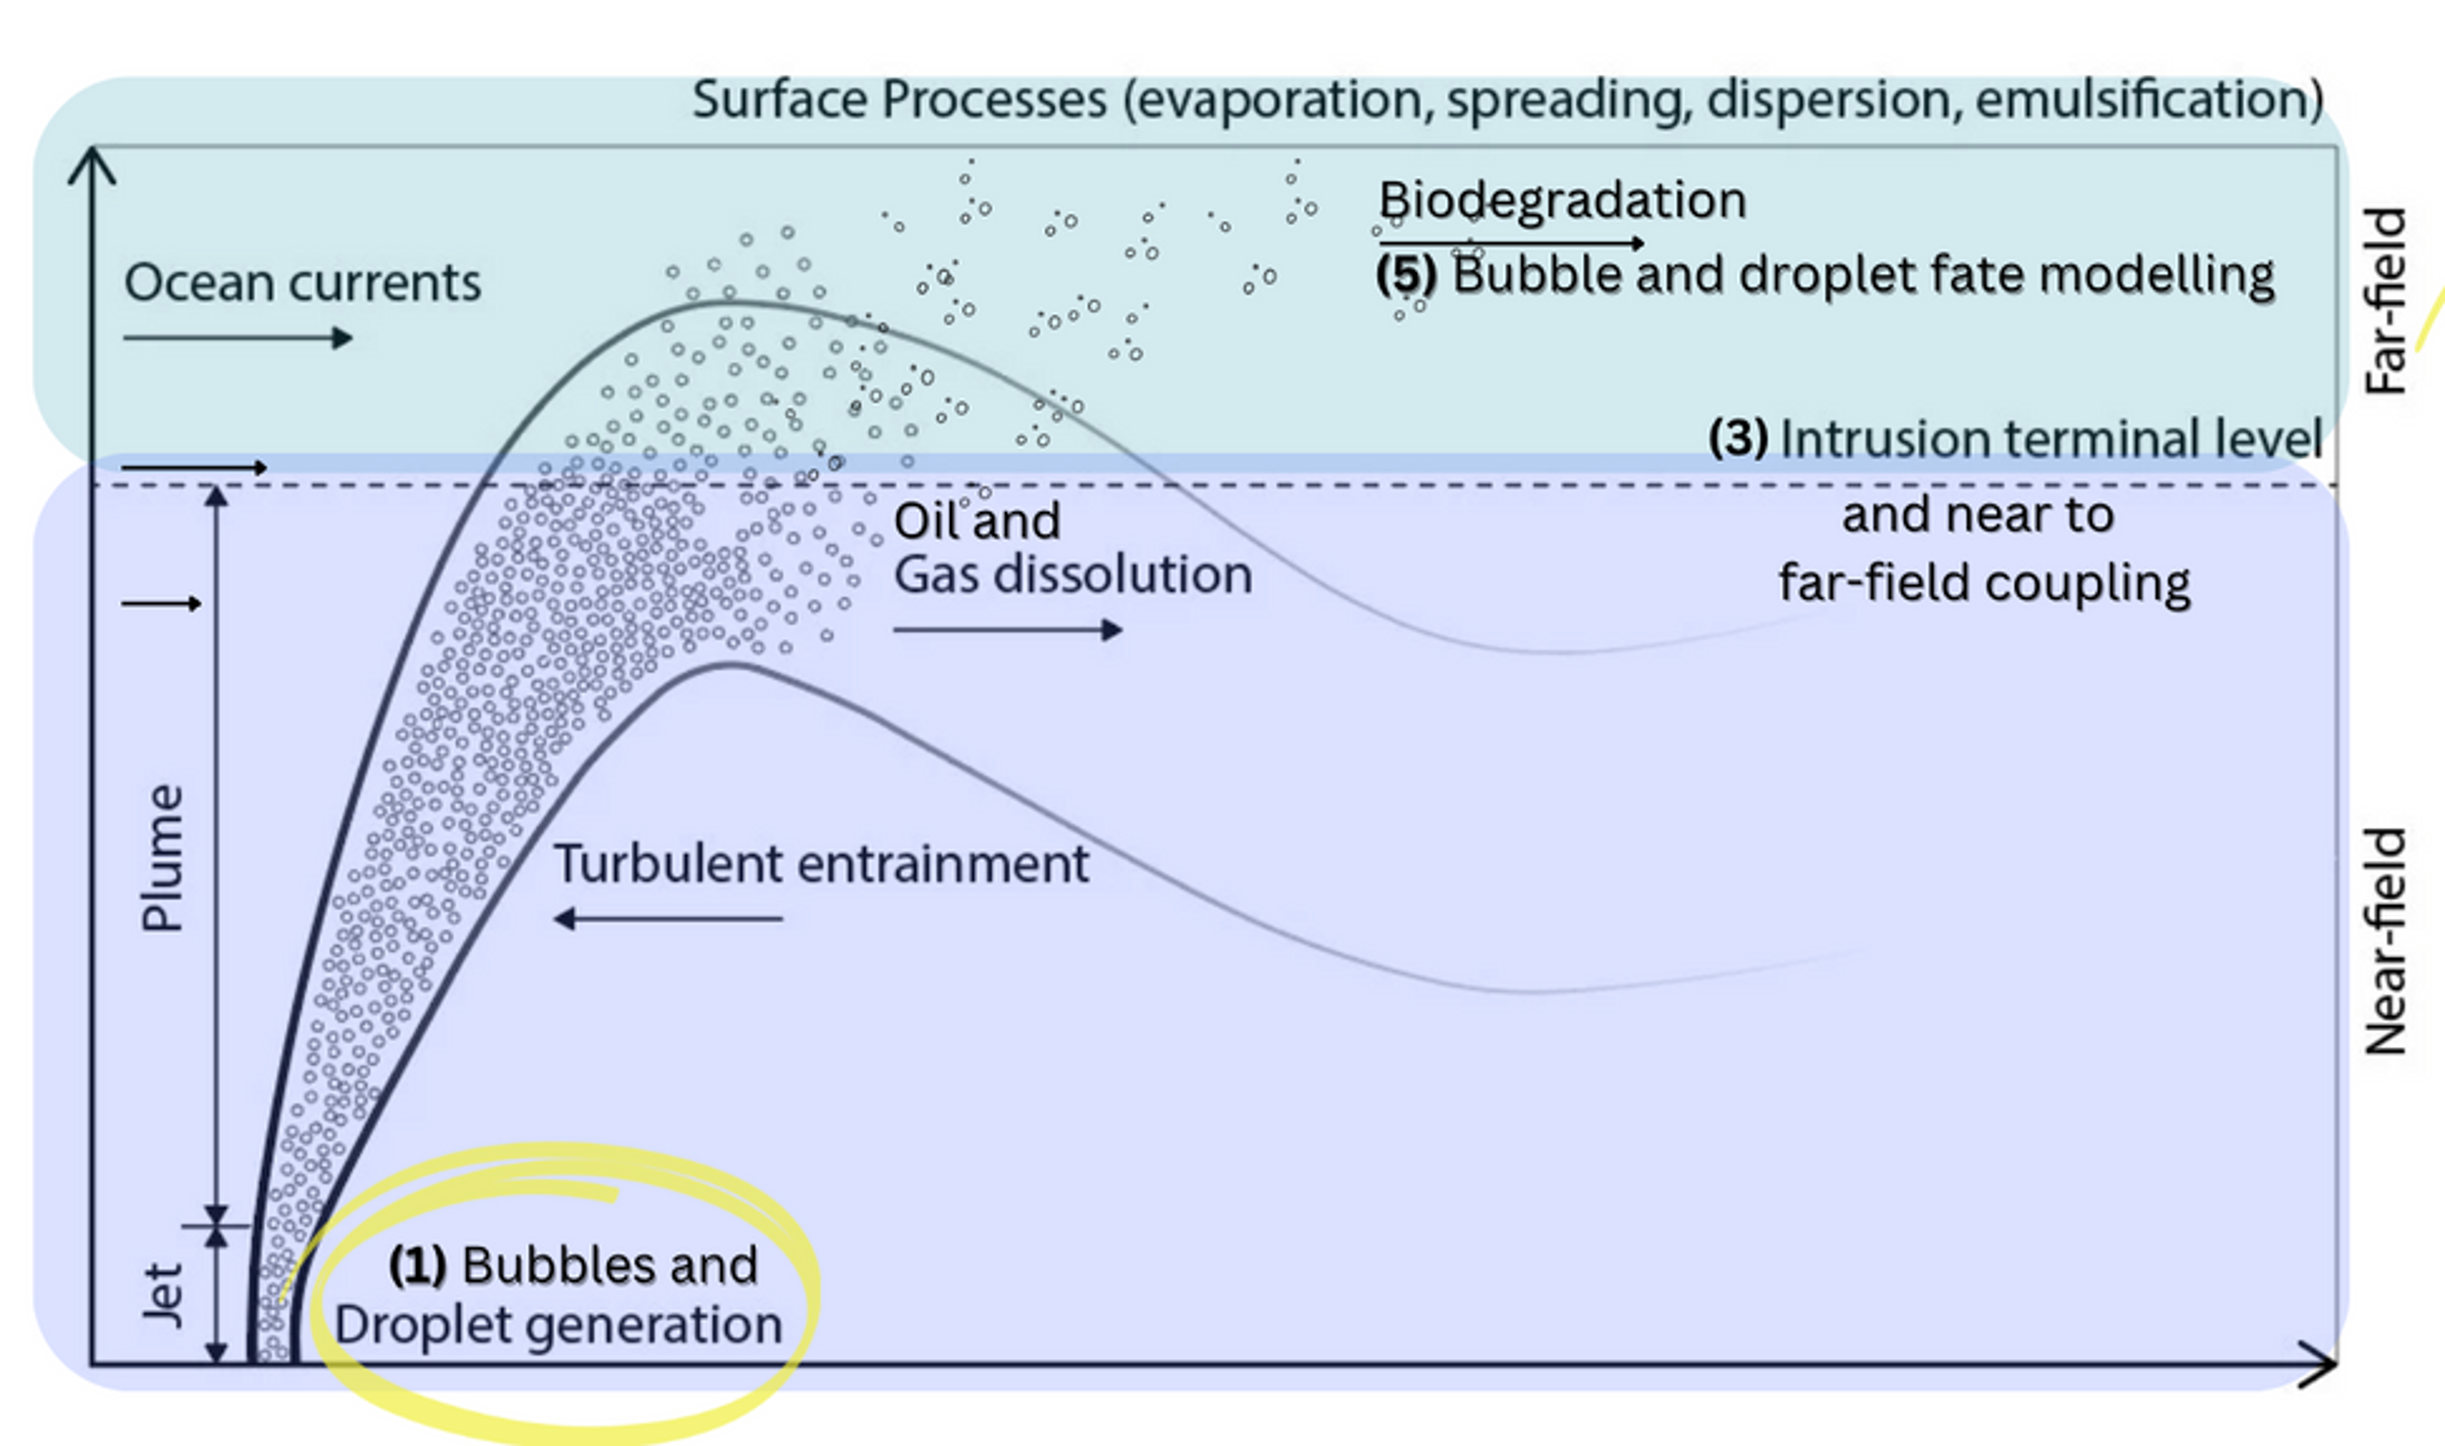 Surface Processes (evaporation, spreading, dispersion, emulsification)
Biodegradation
(5) Bubble and droplet fate modelling
Ocean currents
Far-field
(3) Intrusion terminal level
and near to
far-field coupling
Oil and
Gas dissolution
Plume
Turbulent entrainment
Near-field
Jet
(1) Bubbles and
Droplet generation